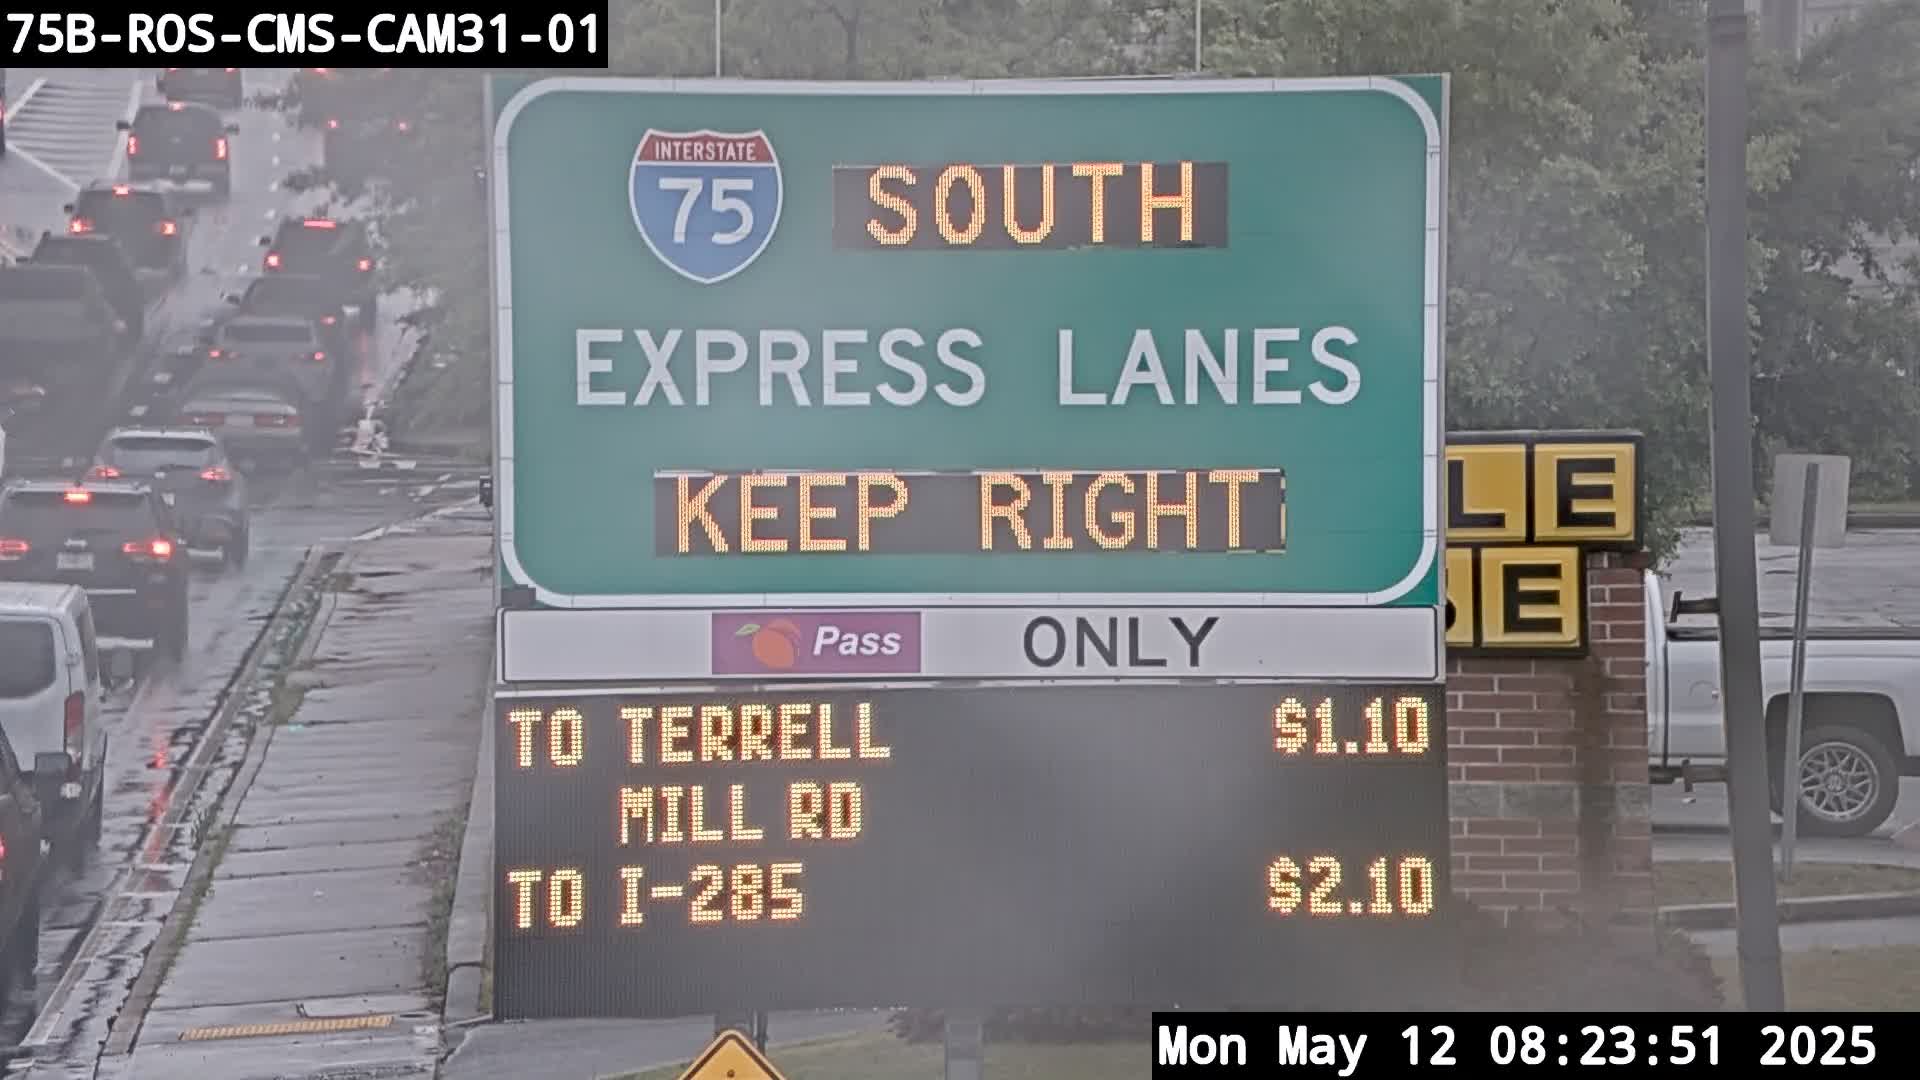 75B-ROS-CMS-CAM31-01
INTERSTATE
75
SOUTH
EXPRESS LANES
KEEP RIGHT
Pass ONLY
TO TERRELL $1.10
MILL RD
TO I-285 $2.10
LE
E
Mon May 12 08:23:51 2025